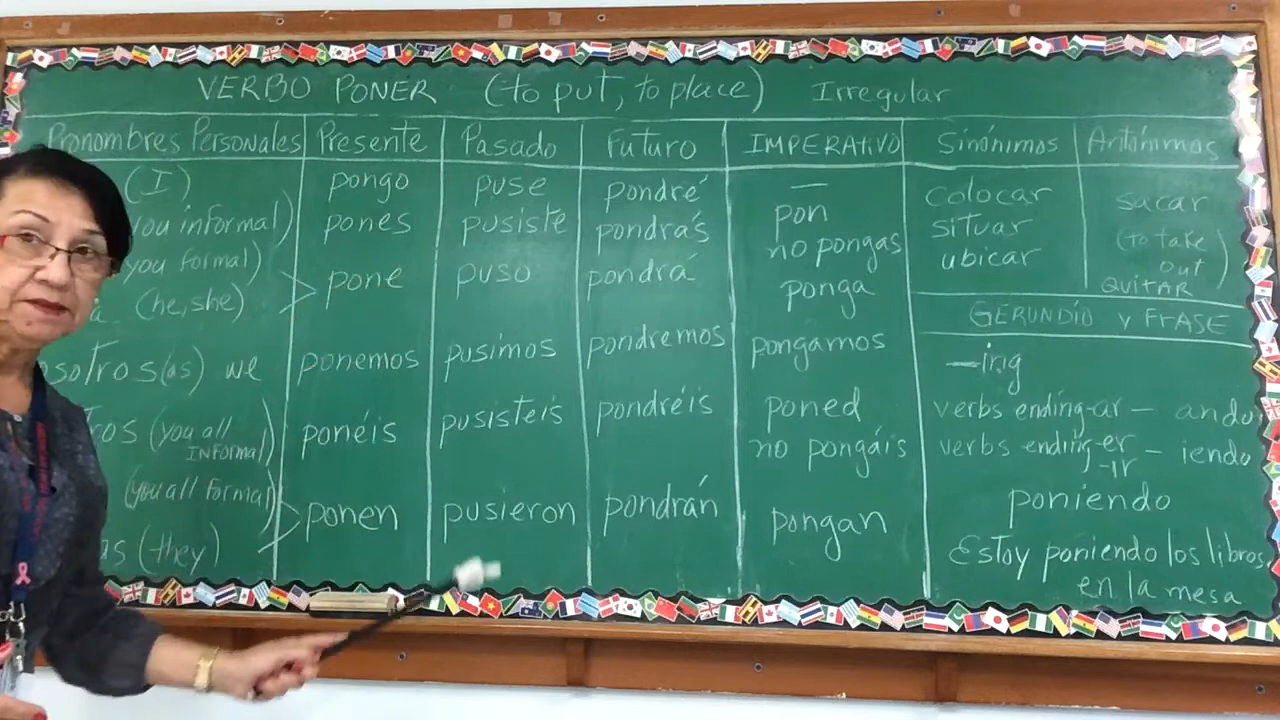 VERBO PONER (to put, to place) Irregular
Pronombres Personales Presente Pasado Futuro IMPERATIVO Sinónimos Antónimos
(I) pongo puse pondré — colocar sacar
you informal) pones pusiste pondrás pon situar (to take out)
no pongas ubicar QUITAR
you formal)
(he, she) pone puso pondrá ponga
GERUNDIO y FRASE
osotros(as) we ponemos pusimos pondremos pongamos —ing
ros (you all INFORMAL) ponéis pusisteis pondréis poned verbs ending-ar — ando
no pongáis verbs ending-er -ir — iendo
(you all formal) poniendo
as (they) ponen pusieron pondrán pongan
Estoy poniendo los libros
en la mesa